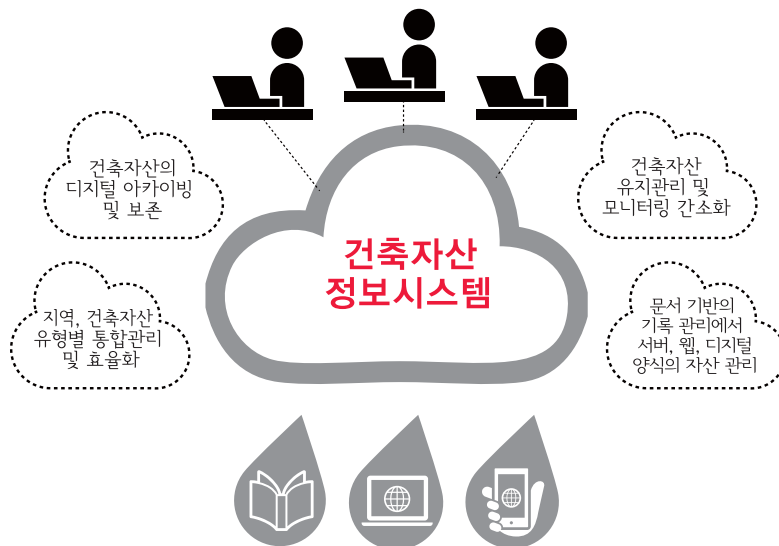 건축자산의
디지털 아카이빙
및 보존
건축자산
유지관리 및
모니터링 간소화
건축자산
정보시스템
지역, 건축자산
유형별 통합관리
및 효율화
문서 기반의
기록 관리에서
서버, 웹, 디지털
양식의 자산 관리